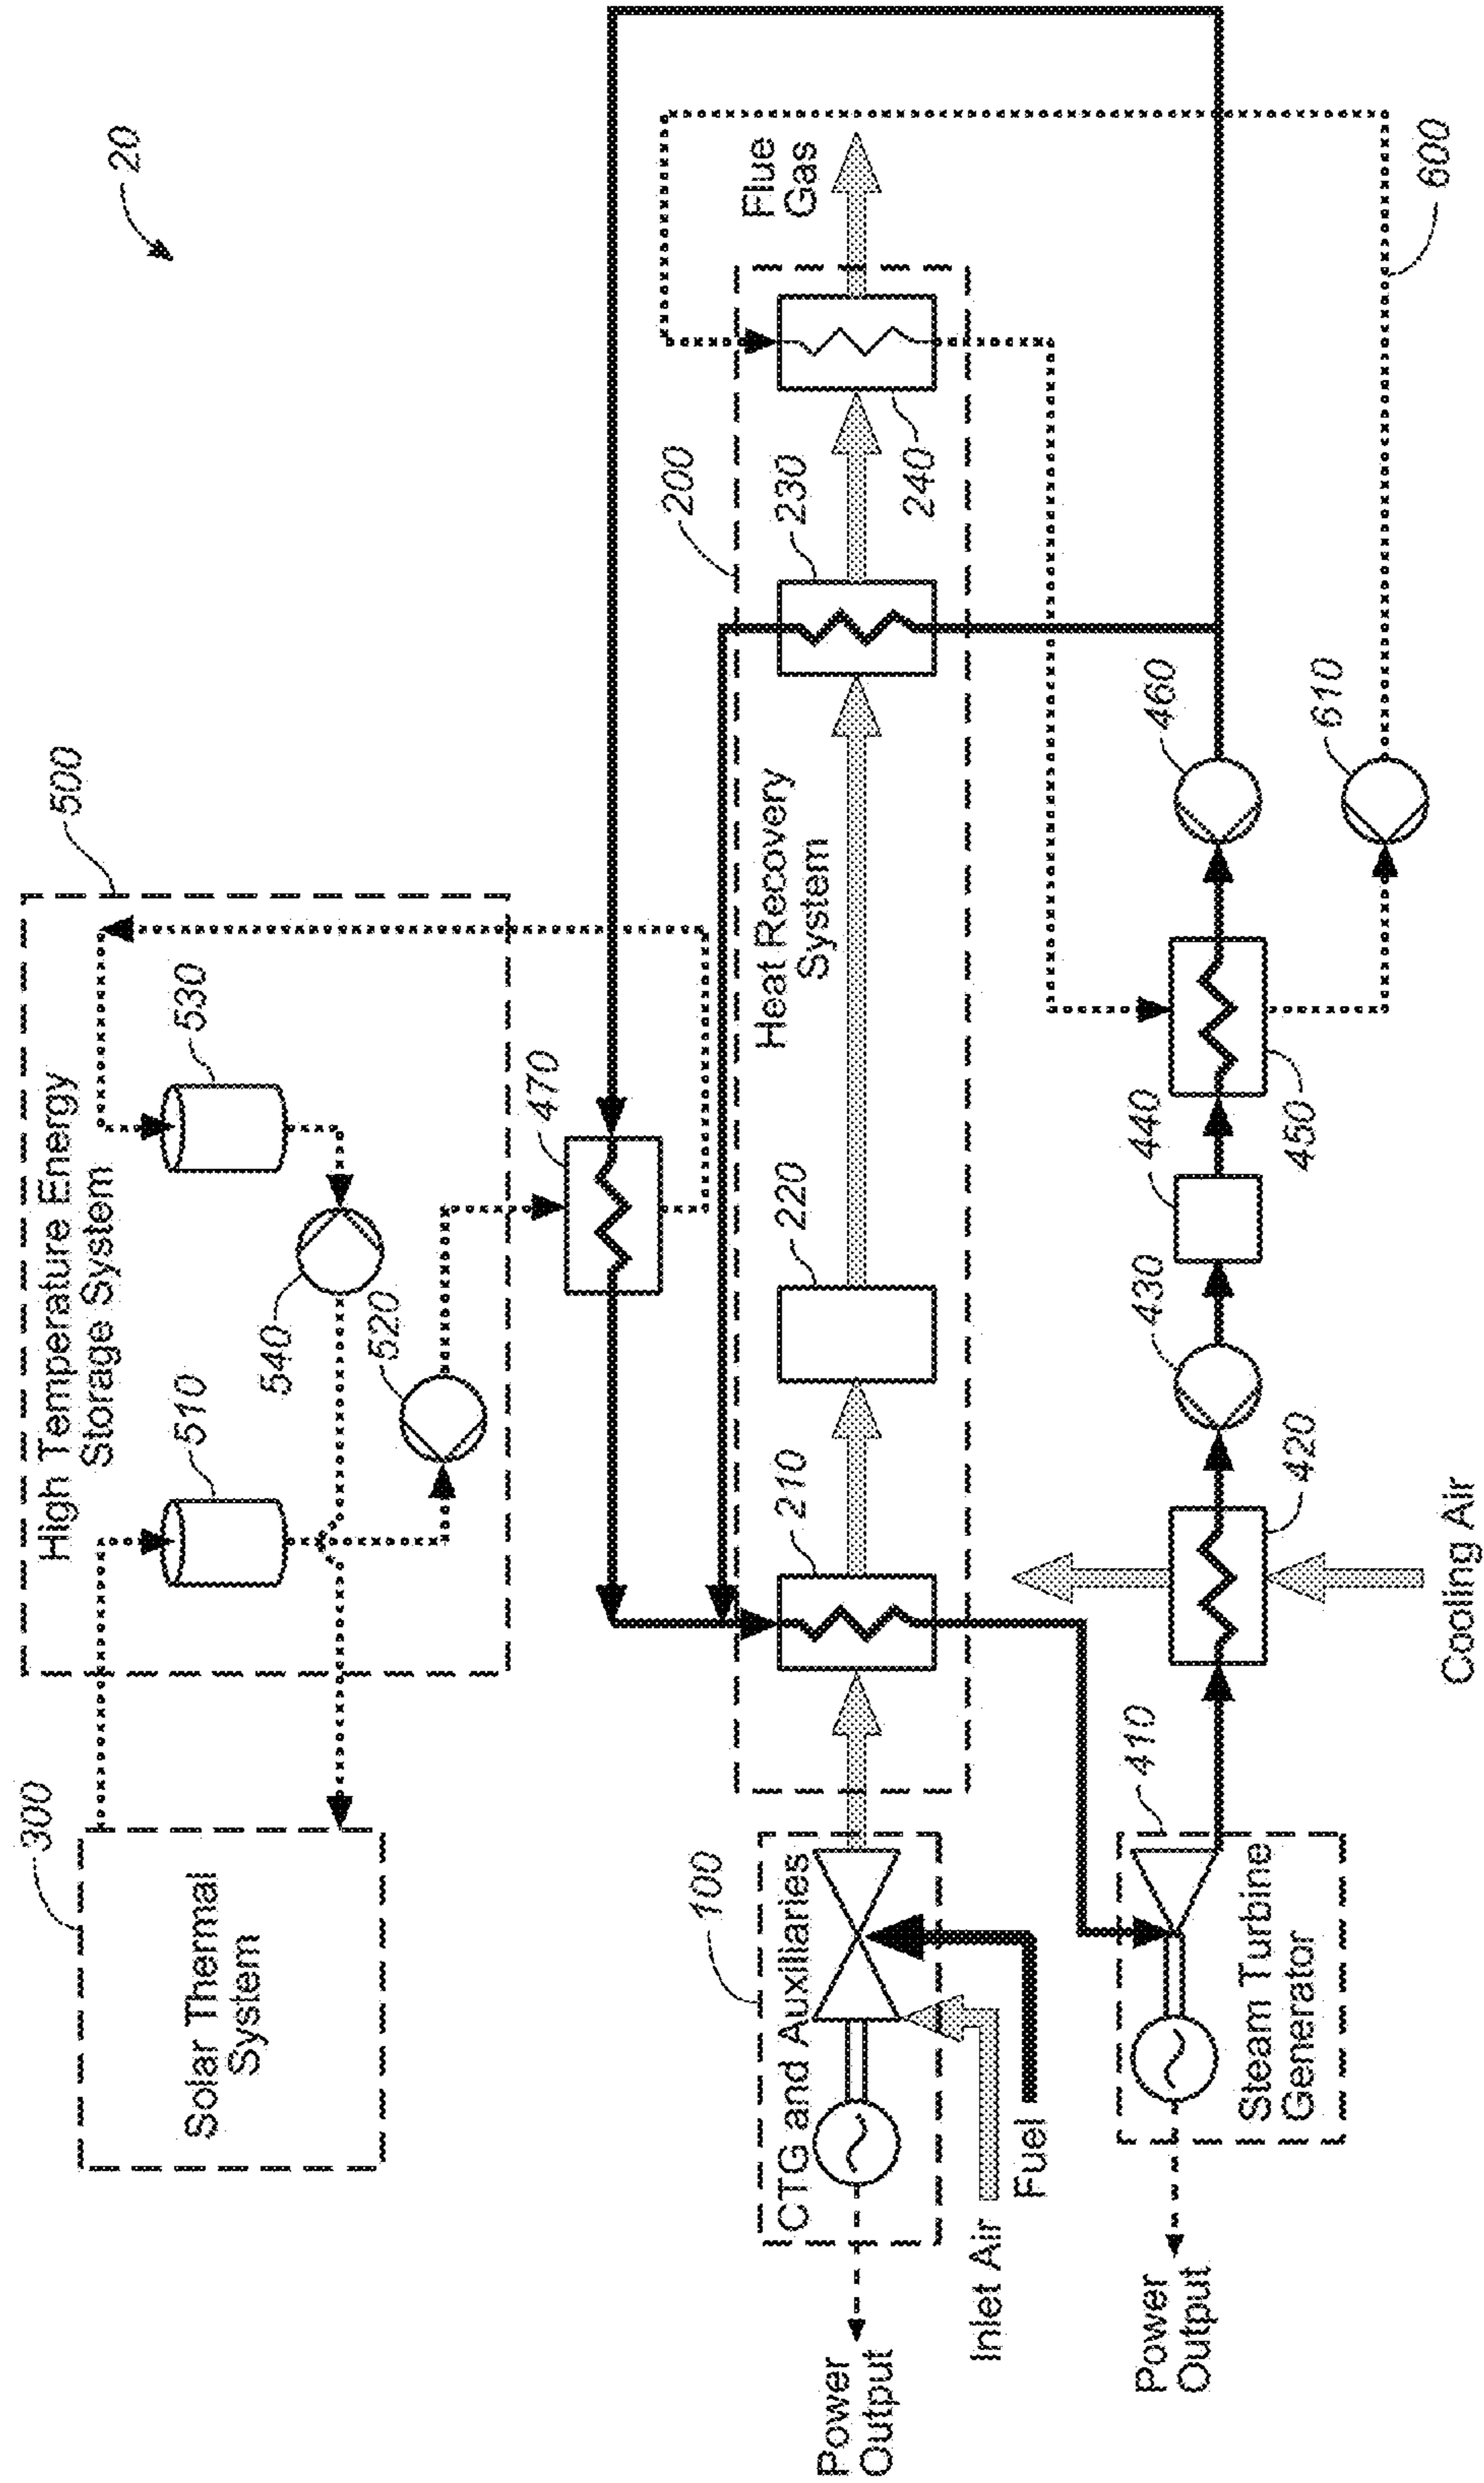 20
300
Solar Thermal
System
500
High Temperature Energy
Storage System
510
530
540
520
470
200
Heat Recovery
System
210
220
230
240
Flue
Gas
100
CTG and Auxiliaries
Power
Output
Inlet Air
Fuel
410
Steam Turbine
Generator
Power
Output
420
Cooling Air
430
440
450
460
610
600